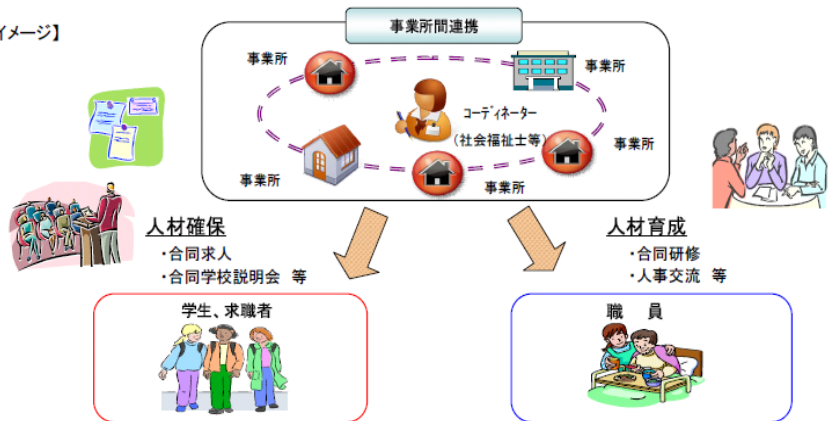 イメージ】
事業所間連携
事業所
事業所
コーディネーター
(社会福祉士等)
事業所
事業所
事業所
人材確保
・合同求人
・合同学校説明会 等
人材育成
・合同研修
・人事交流 等
学生、求職者
職 員